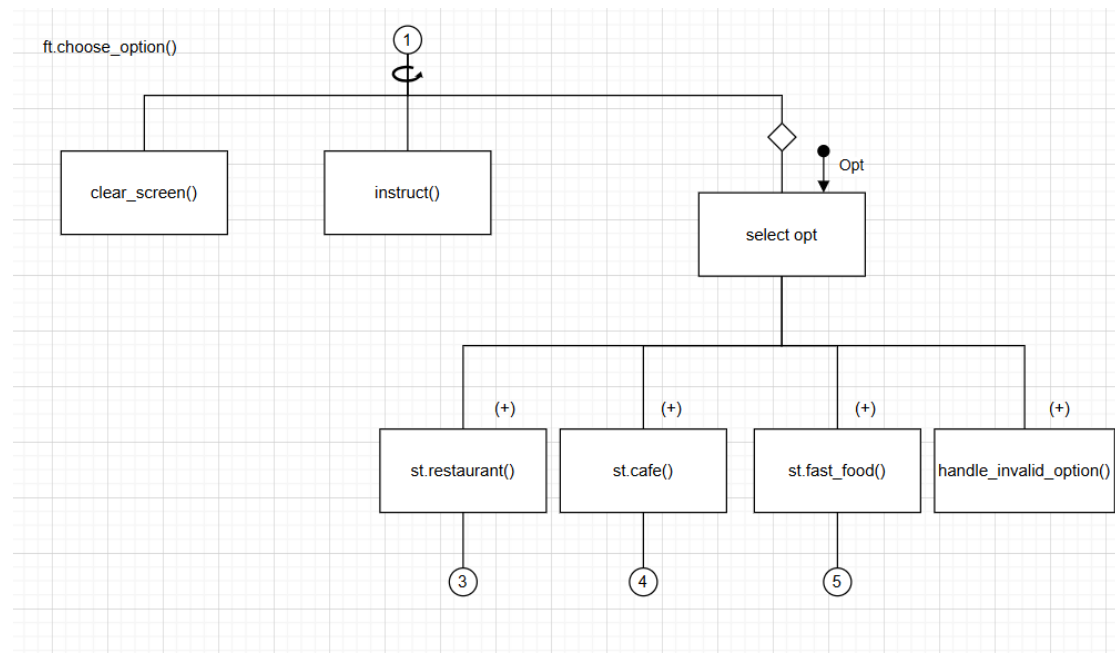 ft.choose_option()
1
clear_screen()
instruct()
Opt
select opt
(+)
(+)
(+)
(+)
st.restaurant()
st.cafe()
st.fast_food()
handle_invalid_option()
3
4
5